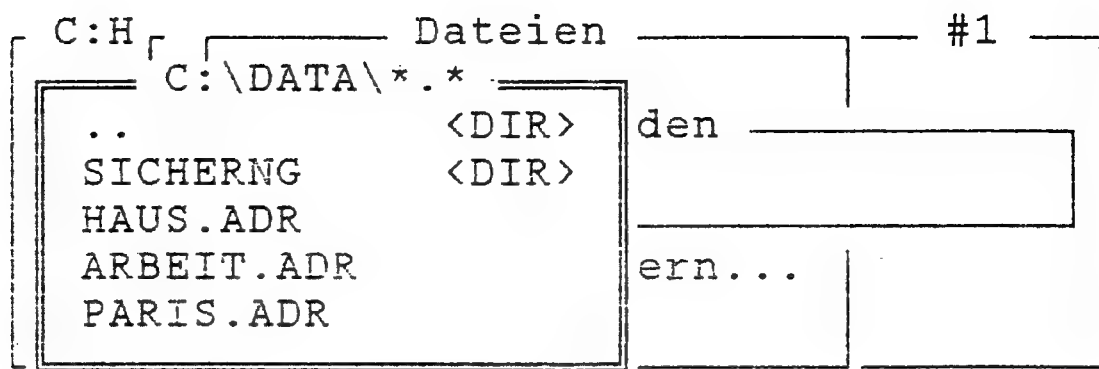 C:H Dateien #1
C:\DATA\*.*
.. <DIR> den
SICHERNG <DIR>
HAUS.ADR
ARBEIT.ADR ern...
PARIS.ADR